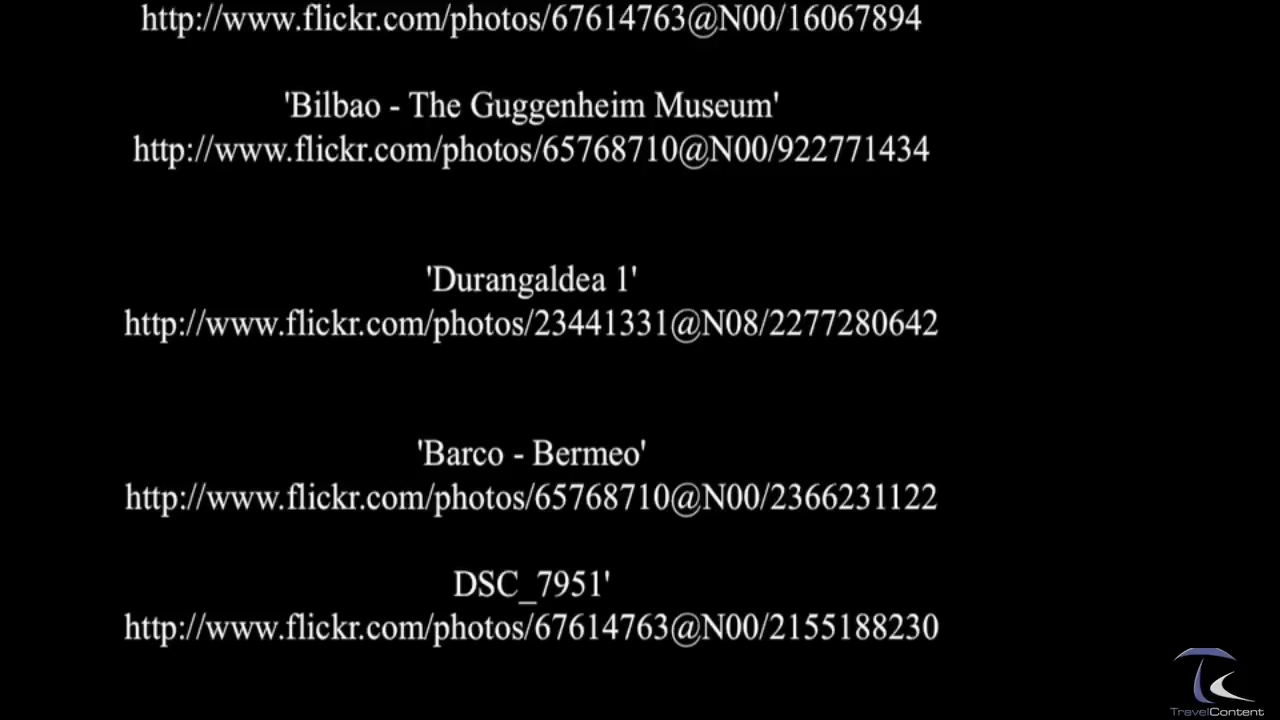 http://www.flickr.com/photos/67614763@N00/16067894
'Bilbao - The Guggenheim Museum'
http://www.flickr.com/photos/65768710@N00/922771434
'Durangaldea 1'
http://www.flickr.com/photos/23441331@N08/2277280642
'Barco - Bermeo'
http://www.flickr.com/photos/65768710@N00/2366231122
DSC_7951'
http://www.flickr.com/photos/67614763@N00/2155188230
TravelContent